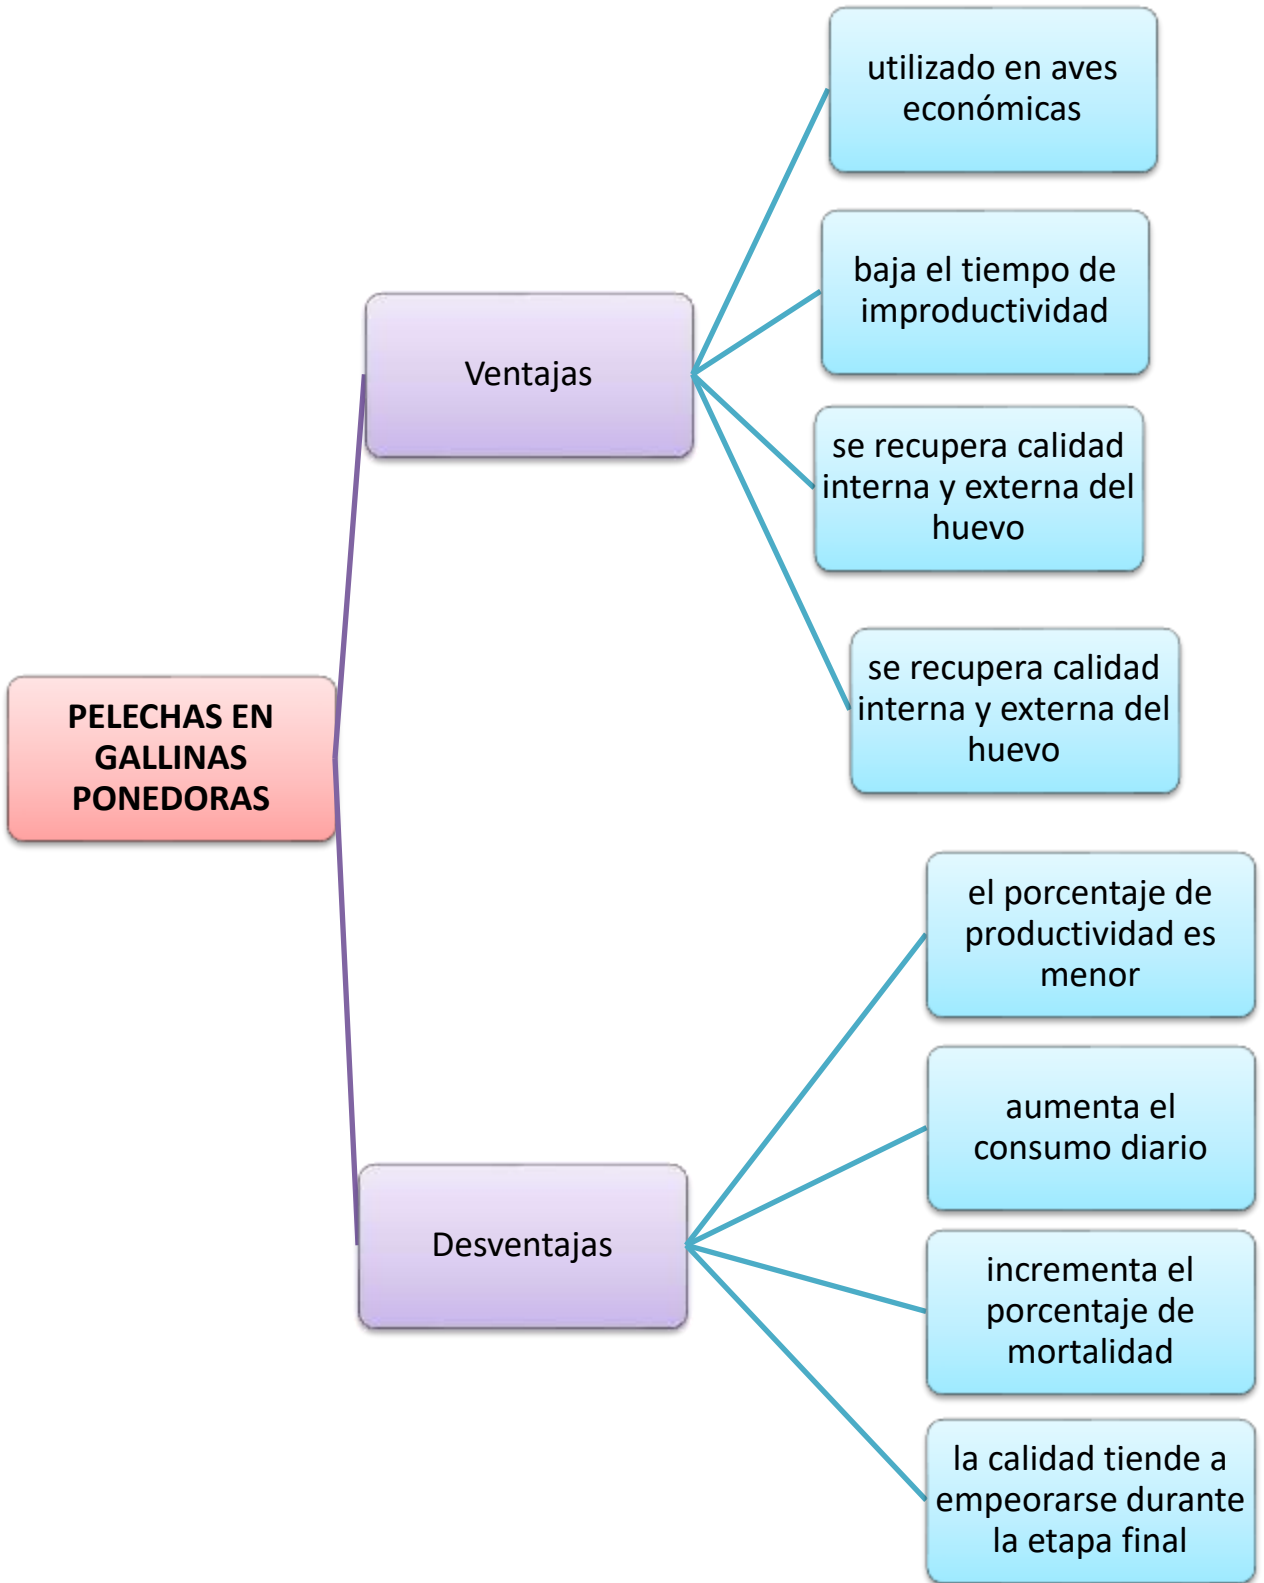 PELECHAS EN
GALLINAS
PONEDORAS
Ventajas
utilizado en aves
económicas
baja el tiempo de
improductividad
se recupera calidad
interna y externa del
huevo
se recupera calidad
interna y externa del
huevo
Desventajas
el porcentaje de
productividad es
menor
aumenta el
consumo diario
incrementa el
porcentaje de
mortalidad
la calidad tiende a
empeorarse durante
la etapa final